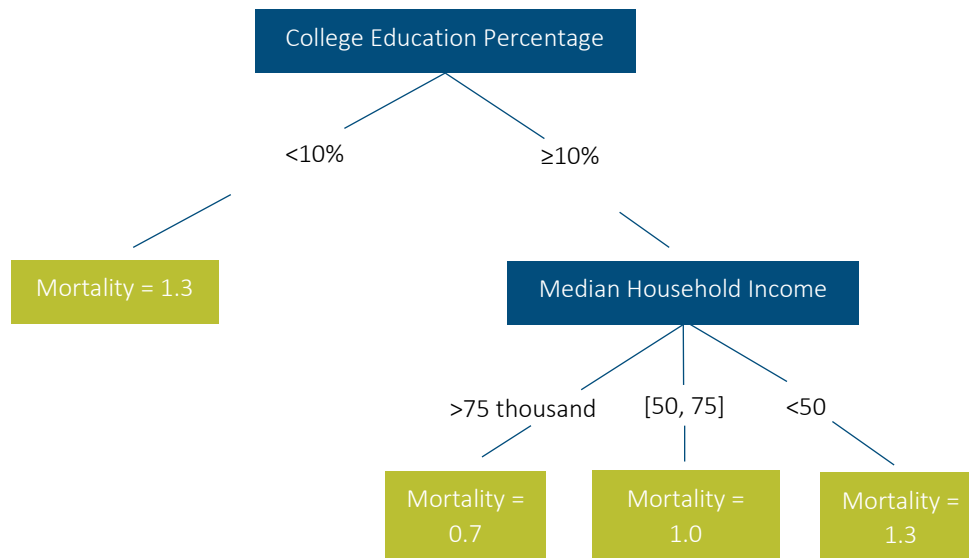 College Education Percentage
<10%
≥10%
Mortality = 1.3
Median Household Income
>75 thousand
[50, 75]
<50
Mortality =
0.7
Mortality =
1.0
Mortality =
1.3